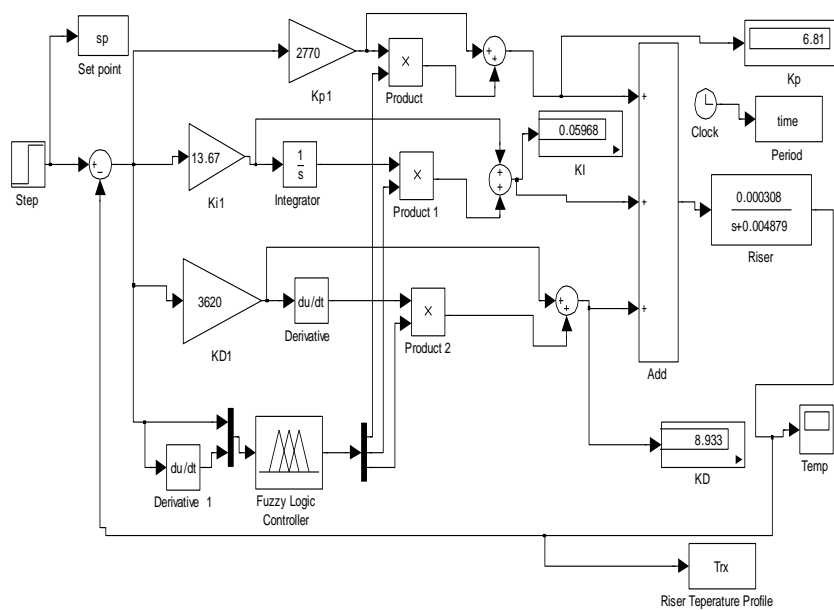 sp
Set point
2770
Kp1
X
Product
+
+
6.81
Kp
Clock
time
Period
Step
+
−
13.67
Ki1
1
s
Integrator
X
Product 1
+
+
0.05968
KI
+
+
+
Add
0.000308
s+0.004879
Riser
3620
KD1
du/dt
Derivative
X
Product 2
+
+
8.933
KD
Temp
du/dt
Derivative 1
Fuzzy Logic
Controller
Trx
Riser Teperature Profile